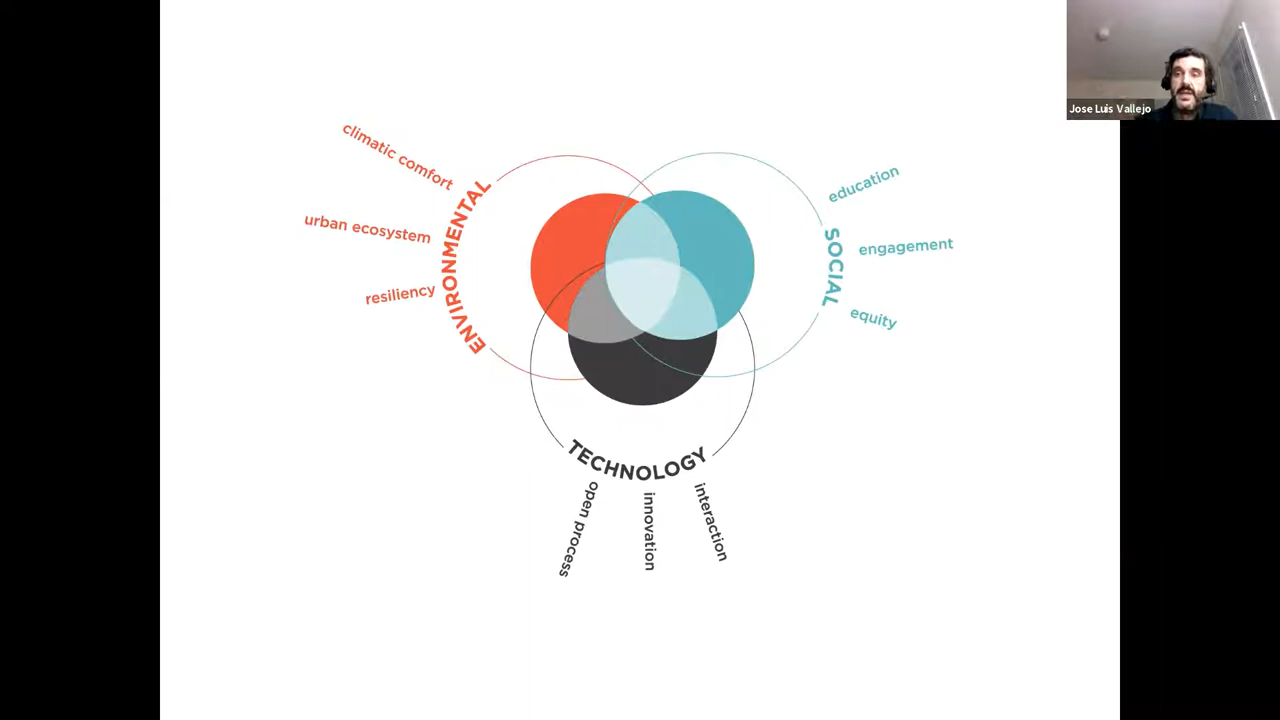 Jose Luis Vallejo
climatic comfort
urban ecosystem
resiliency
ENVIRONMENTAL
education
engagement
equity
SOCIAL
TECHNOLOGY
open process
innovation
interaction